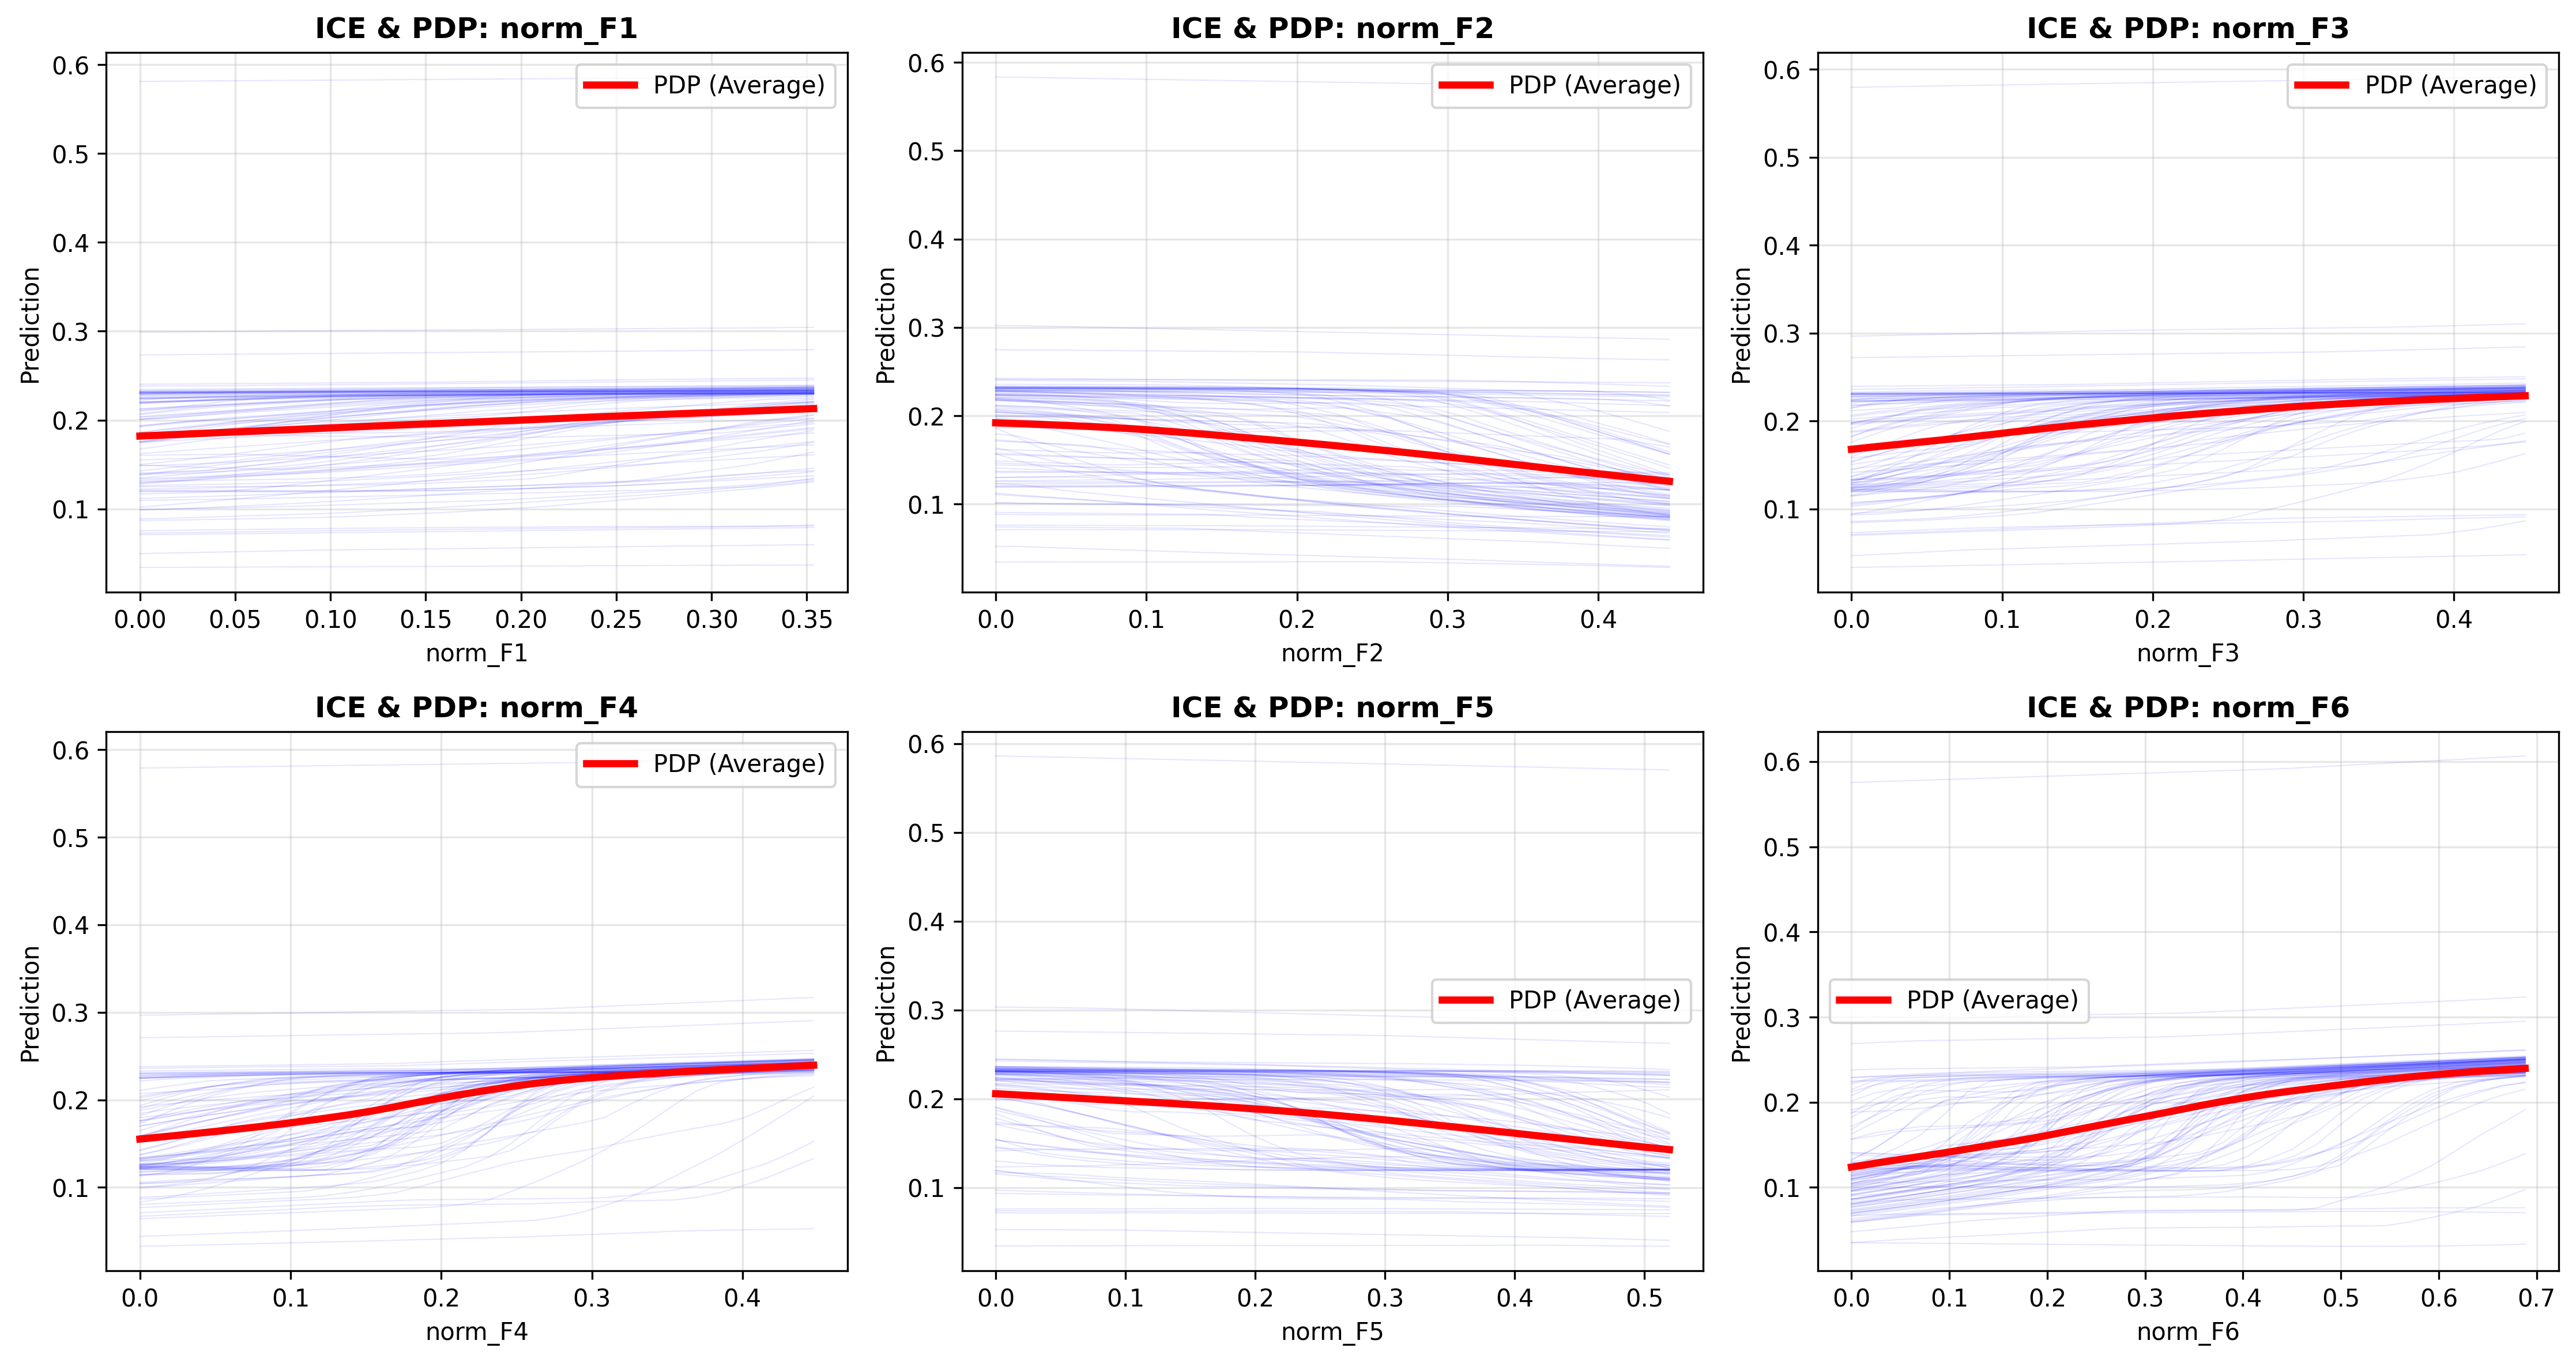 ICE & PDP: norm_F1
PDP (Average)
0.6
0.5
0.4
0.3
0.2
0.1
Prediction
0.00 0.05 0.10 0.15 0.20 0.25 0.30 0.35
norm_F1
ICE & PDP: norm_F2
PDP (Average)
0.6
0.5
0.4
0.3
0.2
0.1
Prediction
0.0 0.1 0.2 0.3 0.4
norm_F2
ICE & PDP: norm_F3
PDP (Average)
0.6
0.5
0.4
0.3
0.2
0.1
Prediction
0.0 0.1 0.2 0.3 0.4
norm_F3
ICE & PDP: norm_F4
PDP (Average)
0.6
0.5
0.4
0.3
0.2
0.1
Prediction
0.0 0.1 0.2 0.3 0.4
norm_F4
ICE & PDP: norm_F5
PDP (Average)
0.6
0.5
0.4
0.3
0.2
0.1
Prediction
0.0 0.1 0.2 0.3 0.4 0.5
norm_F5
ICE & PDP: norm_F6
PDP (Average)
0.6
0.5
0.4
0.3
0.2
0.1
Prediction
0.0 0.1 0.2 0.3 0.4 0.5 0.6 0.7
norm_F6